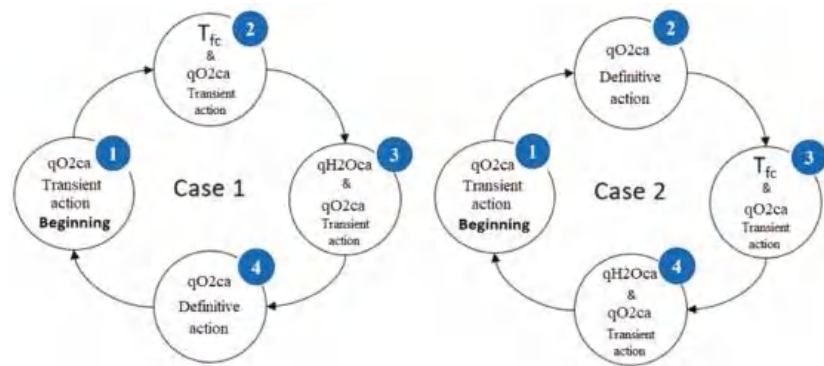 1
qO2ca
Transient
action
Beginning
2
T_fc
&
qO2ca
Transient
action
3
qH2Oca
&
qO2ca
Transient
action
4
qO2ca
Definitive
action
Case 1
1
qO2ca
Transient
action
Beginning
2
qO2ca
Definitive
action
3
T_fc
&
qO2ca
Transient
action
4
qH2Oca
&
qO2ca
Transient
action
Case 2